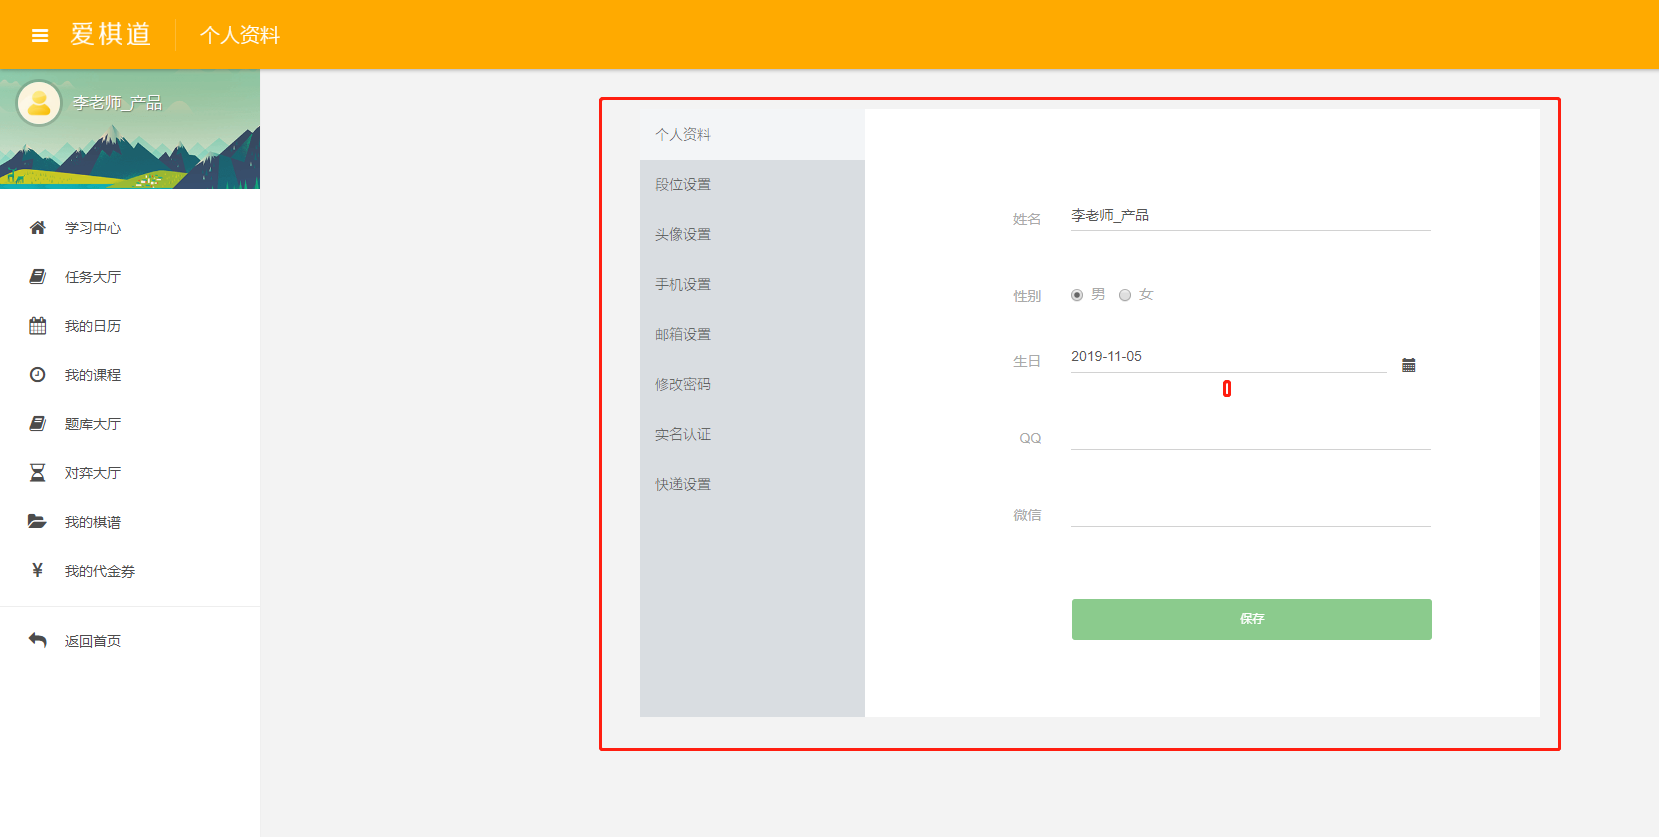 爱棋道
个人资料
李老师_产品
学习中心
任务大厅
我的日历
我的课程
题库大厅
对弈大厅
我的棋谱
¥ 我的代金券
返回首页
个人资料
段位设置
头像设置
手机设置
邮箱设置
修改密码
实名认证
快递设置
姓名 李老师_产品
性别 男 女
生日 2019-11-05
QQ
微信
保存